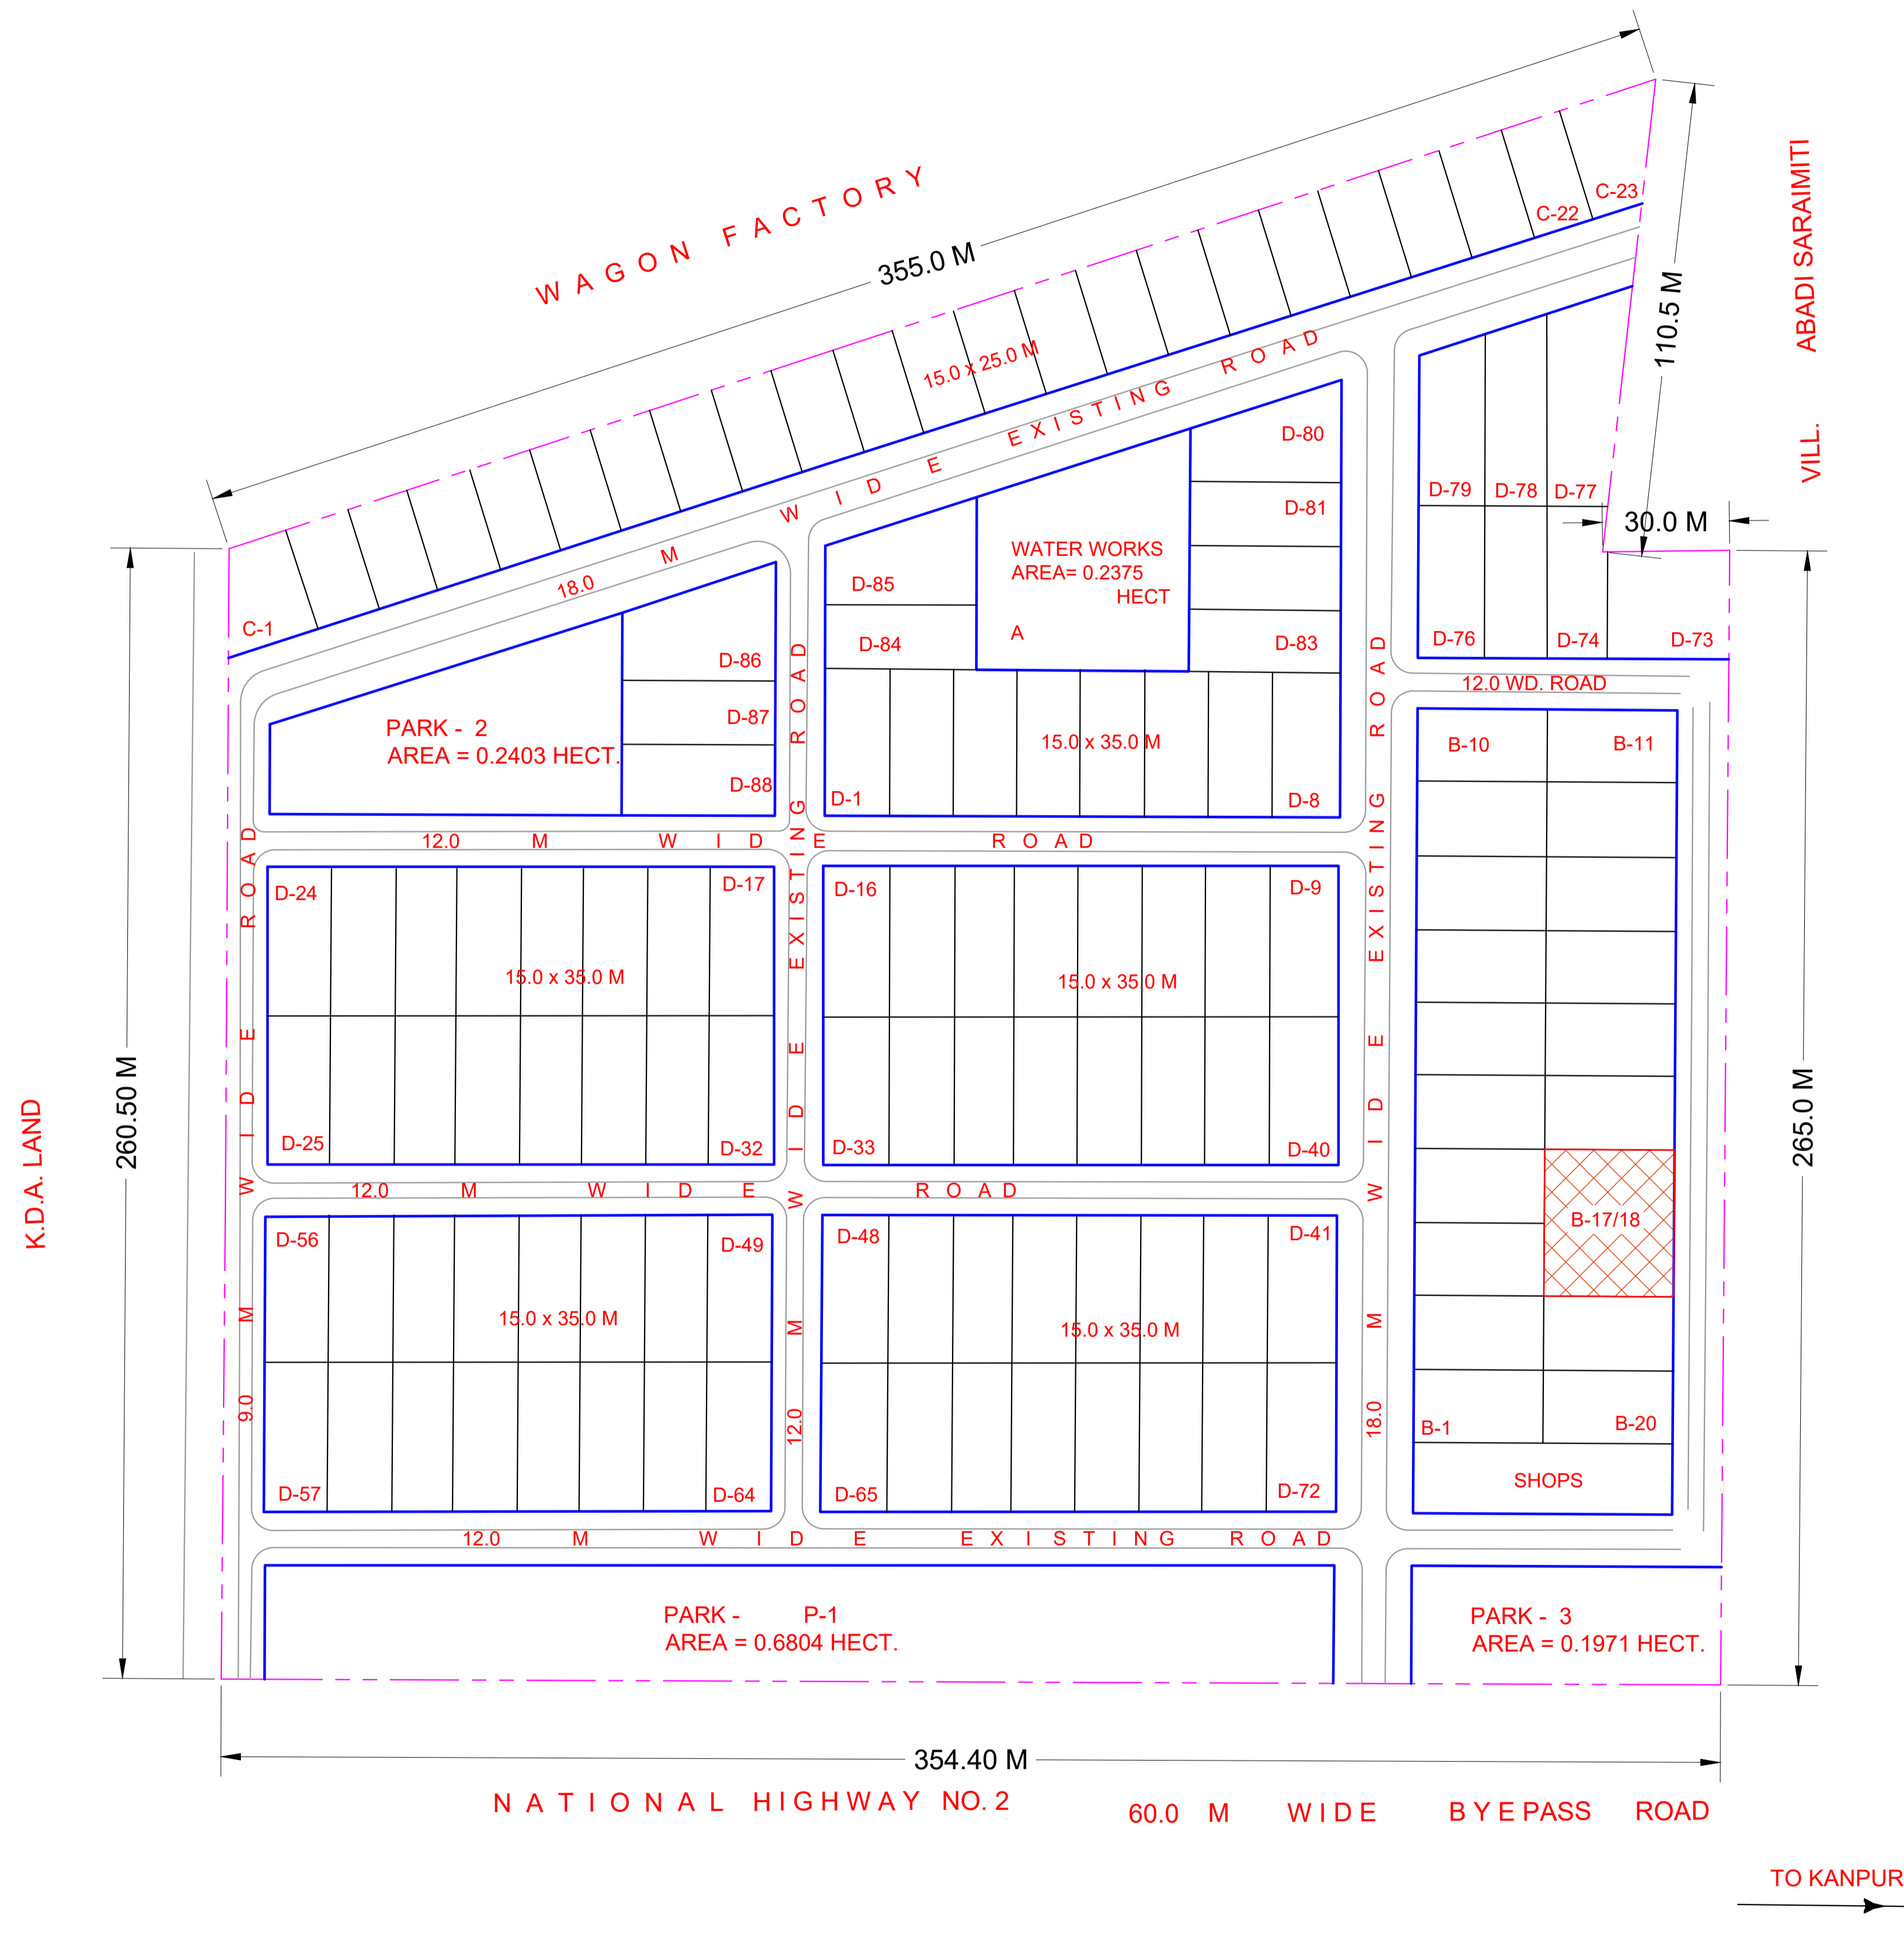 WAGON FACTORY
355.0 M
110.5 M
VILL. ABADI SARAIMITI
C-23
C-22
15.0 x 25.0 M
C-1
18.0 M WIDE EXISTING ROAD
30.0 M
D-79
D-78
D-77
D-76
D-74
D-73
D-80
D-81
D-83
WATER WORKS
AREA= 0.2375
HECT
A
D-85
D-84
D-86
D-87
D-88
PARK - 2
AREA = 0.2403 HECT.
15.0 x 35.0 M
D-1
D-8
12.0 WD. ROAD
B-10
B-11
12.0 M WIDE ROAD
D-24
D-17
15.0 x 35.0 M
D-25
D-32
D-16
D-9
15.0 x 35.0 M
D-33
D-40
12.0 M WIDE ROAD
D-56
D-49
15.0 x 35.0 M
D-57
D-64
D-48
D-41
15.0 x 35.0 M
D-65
D-72
B-17/18
B-1
B-20
SHOPS
9.0 M WIDE ROAD
12.0 M WIDE EXISTING ROAD
18.0 M WIDE EXISTING ROAD
12.0 M WIDE EXISTING ROAD
PARK - P-1
AREA = 0.6804 HECT.
PARK - 3
AREA = 0.1971 HECT.
K.D.A. LAND
260.50 M
265.0 M
354.40 M
NATIONAL HIGHWAY NO. 2 60.0 M WIDE BYEPASS ROAD
TO KANPUR